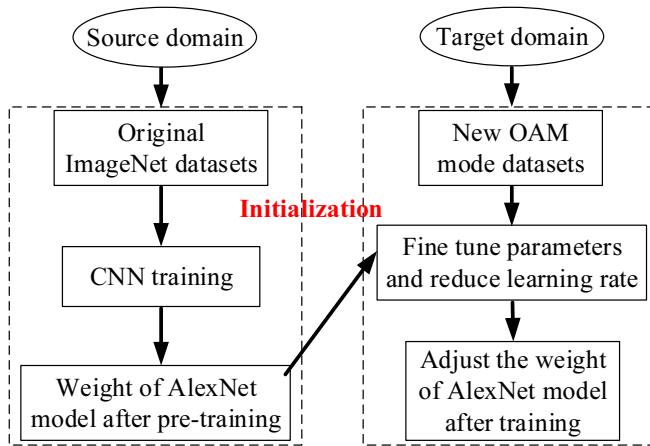 Source domain
Original
ImageNet datasets
CNN training
Weight of AlexNet
model after pre-training
Initialization
Target domain
New OAM
mode datasets
Fine tune parameters
and reduce learning rate
Adjust the weight
of AlexNet model
after training